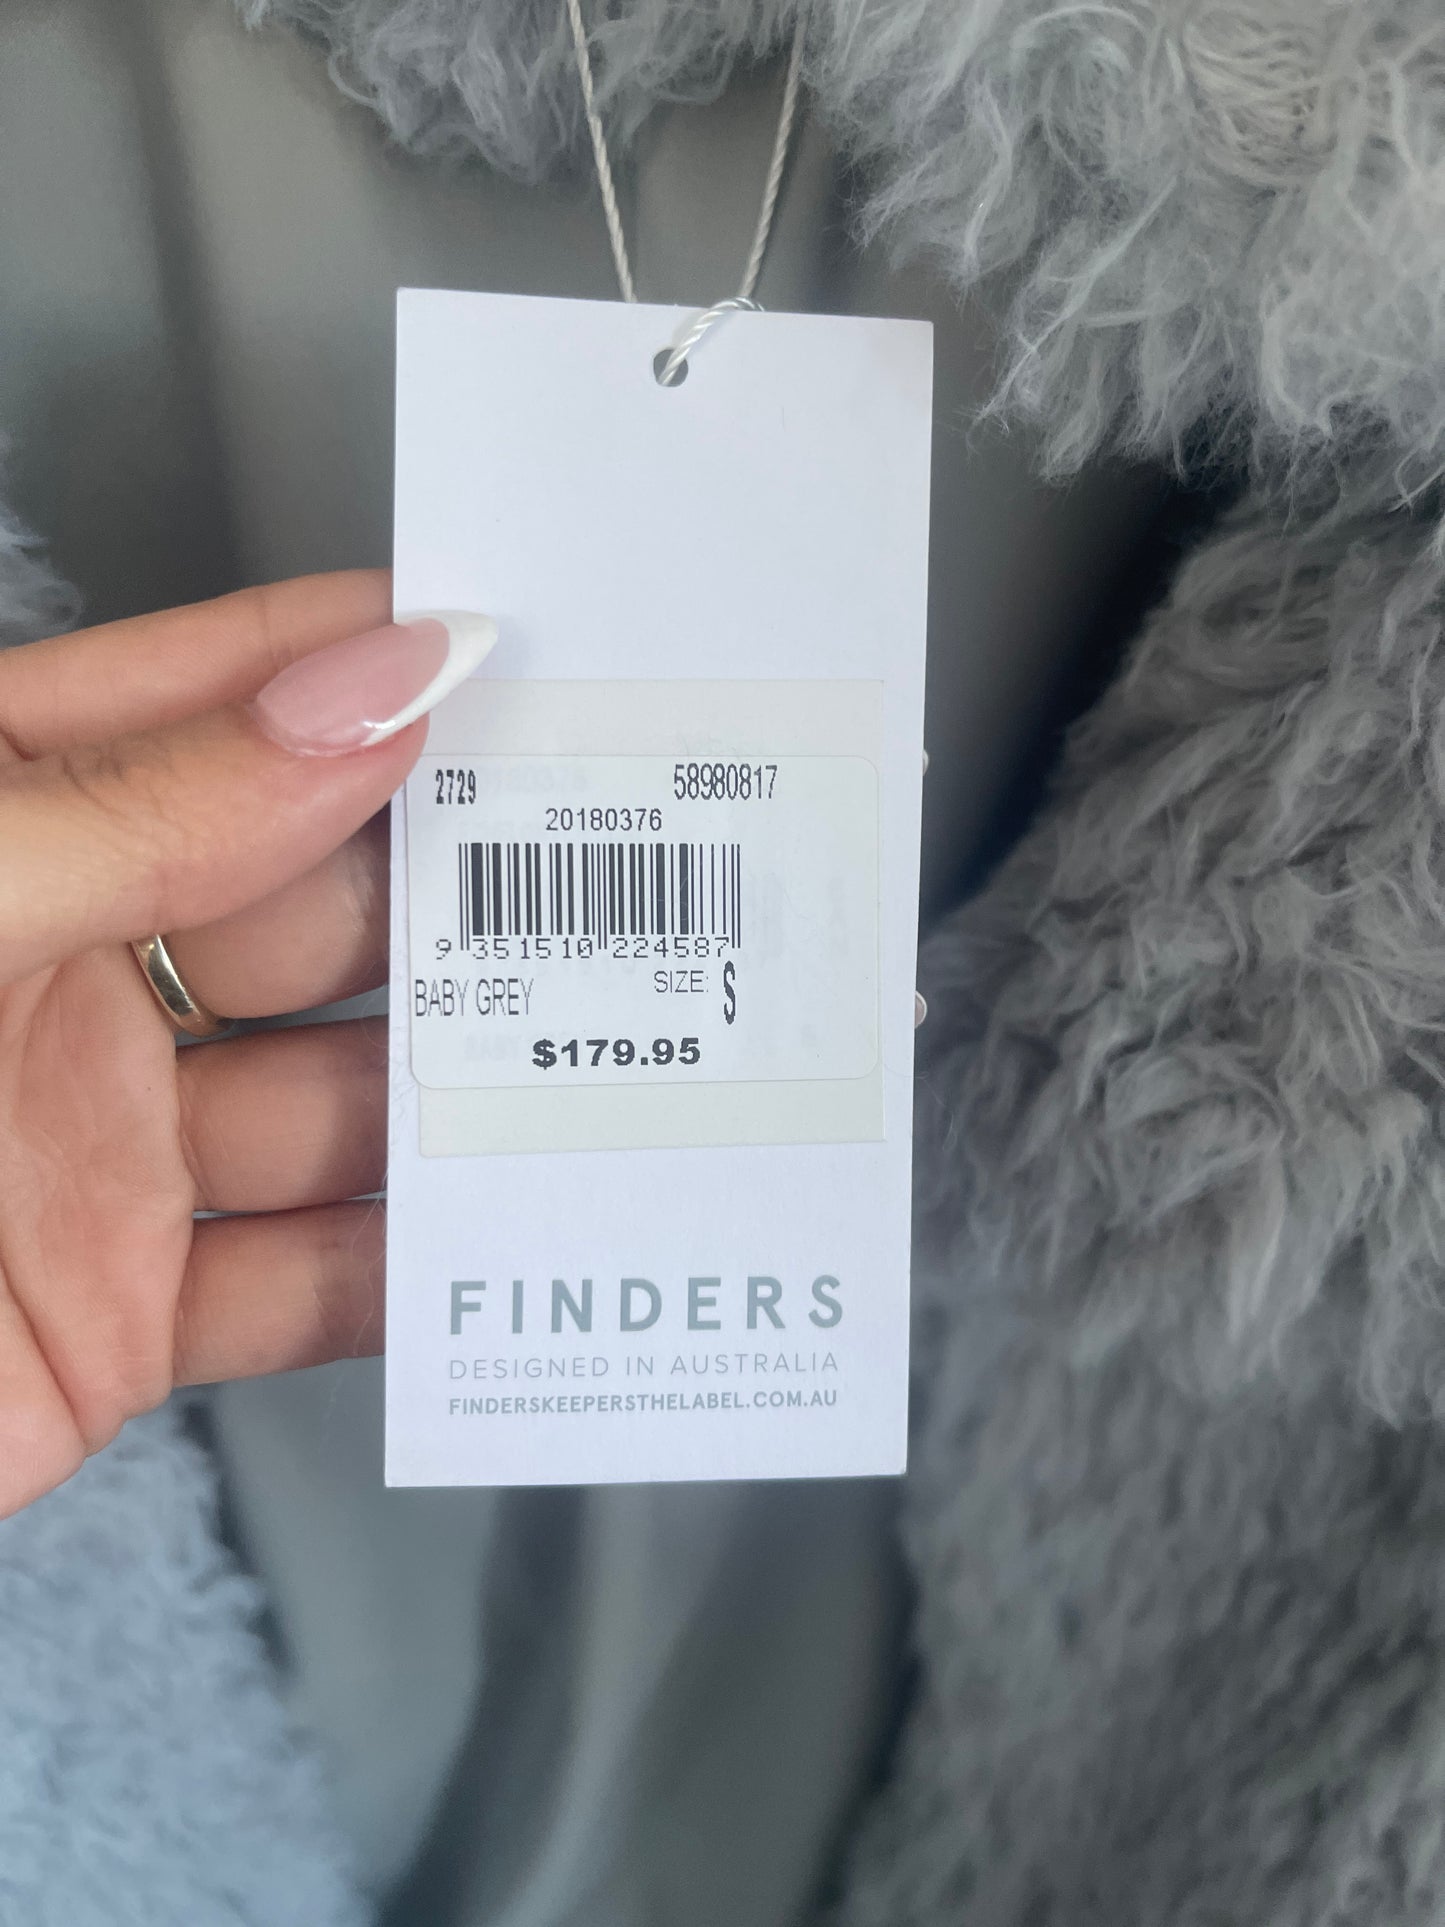 2729 58980817
20180376
9 351510 224587
BABY GREY SIZE: S
$179.95
FINDERS
DESIGNED IN AUSTRALIA
FINDERSKEEPERSTHELABEL.COM.AU